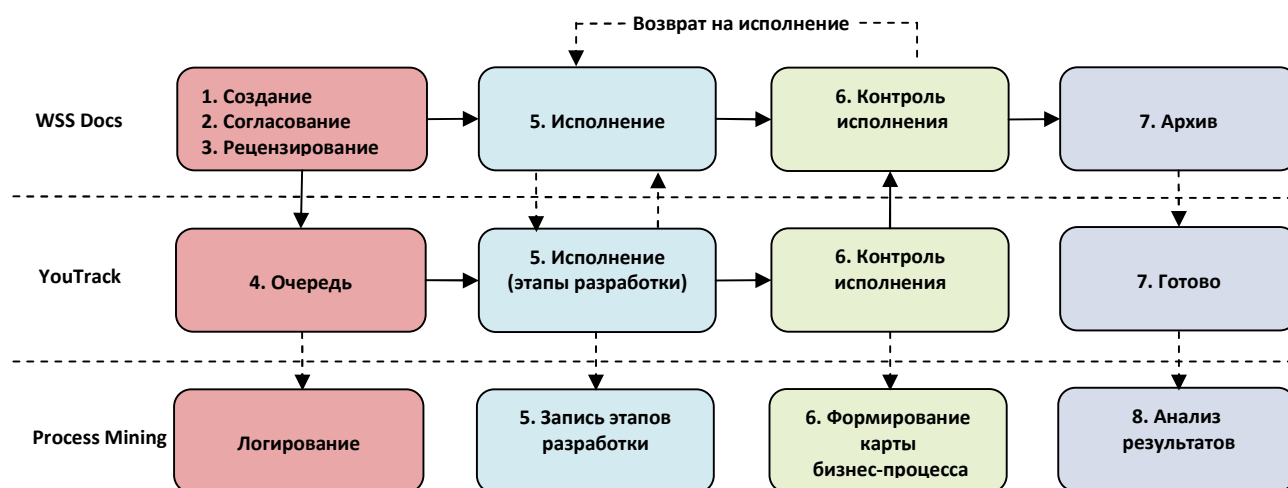 Возврат на исполнение
WSS Docs
1. Создание
2. Согласование
3. Рецензирование
5. Исполнение
6. Контроль
исполнения
7. Архив
YouTrack
4. Очередь
5. Исполнение
(этапы разработки)
6. Контроль
исполнения
7. Готово
Process Mining
Логирование
5. Запись этапов
разработки
6. Формирование
карты
бизнес-процесса
8. Анализ
результатов